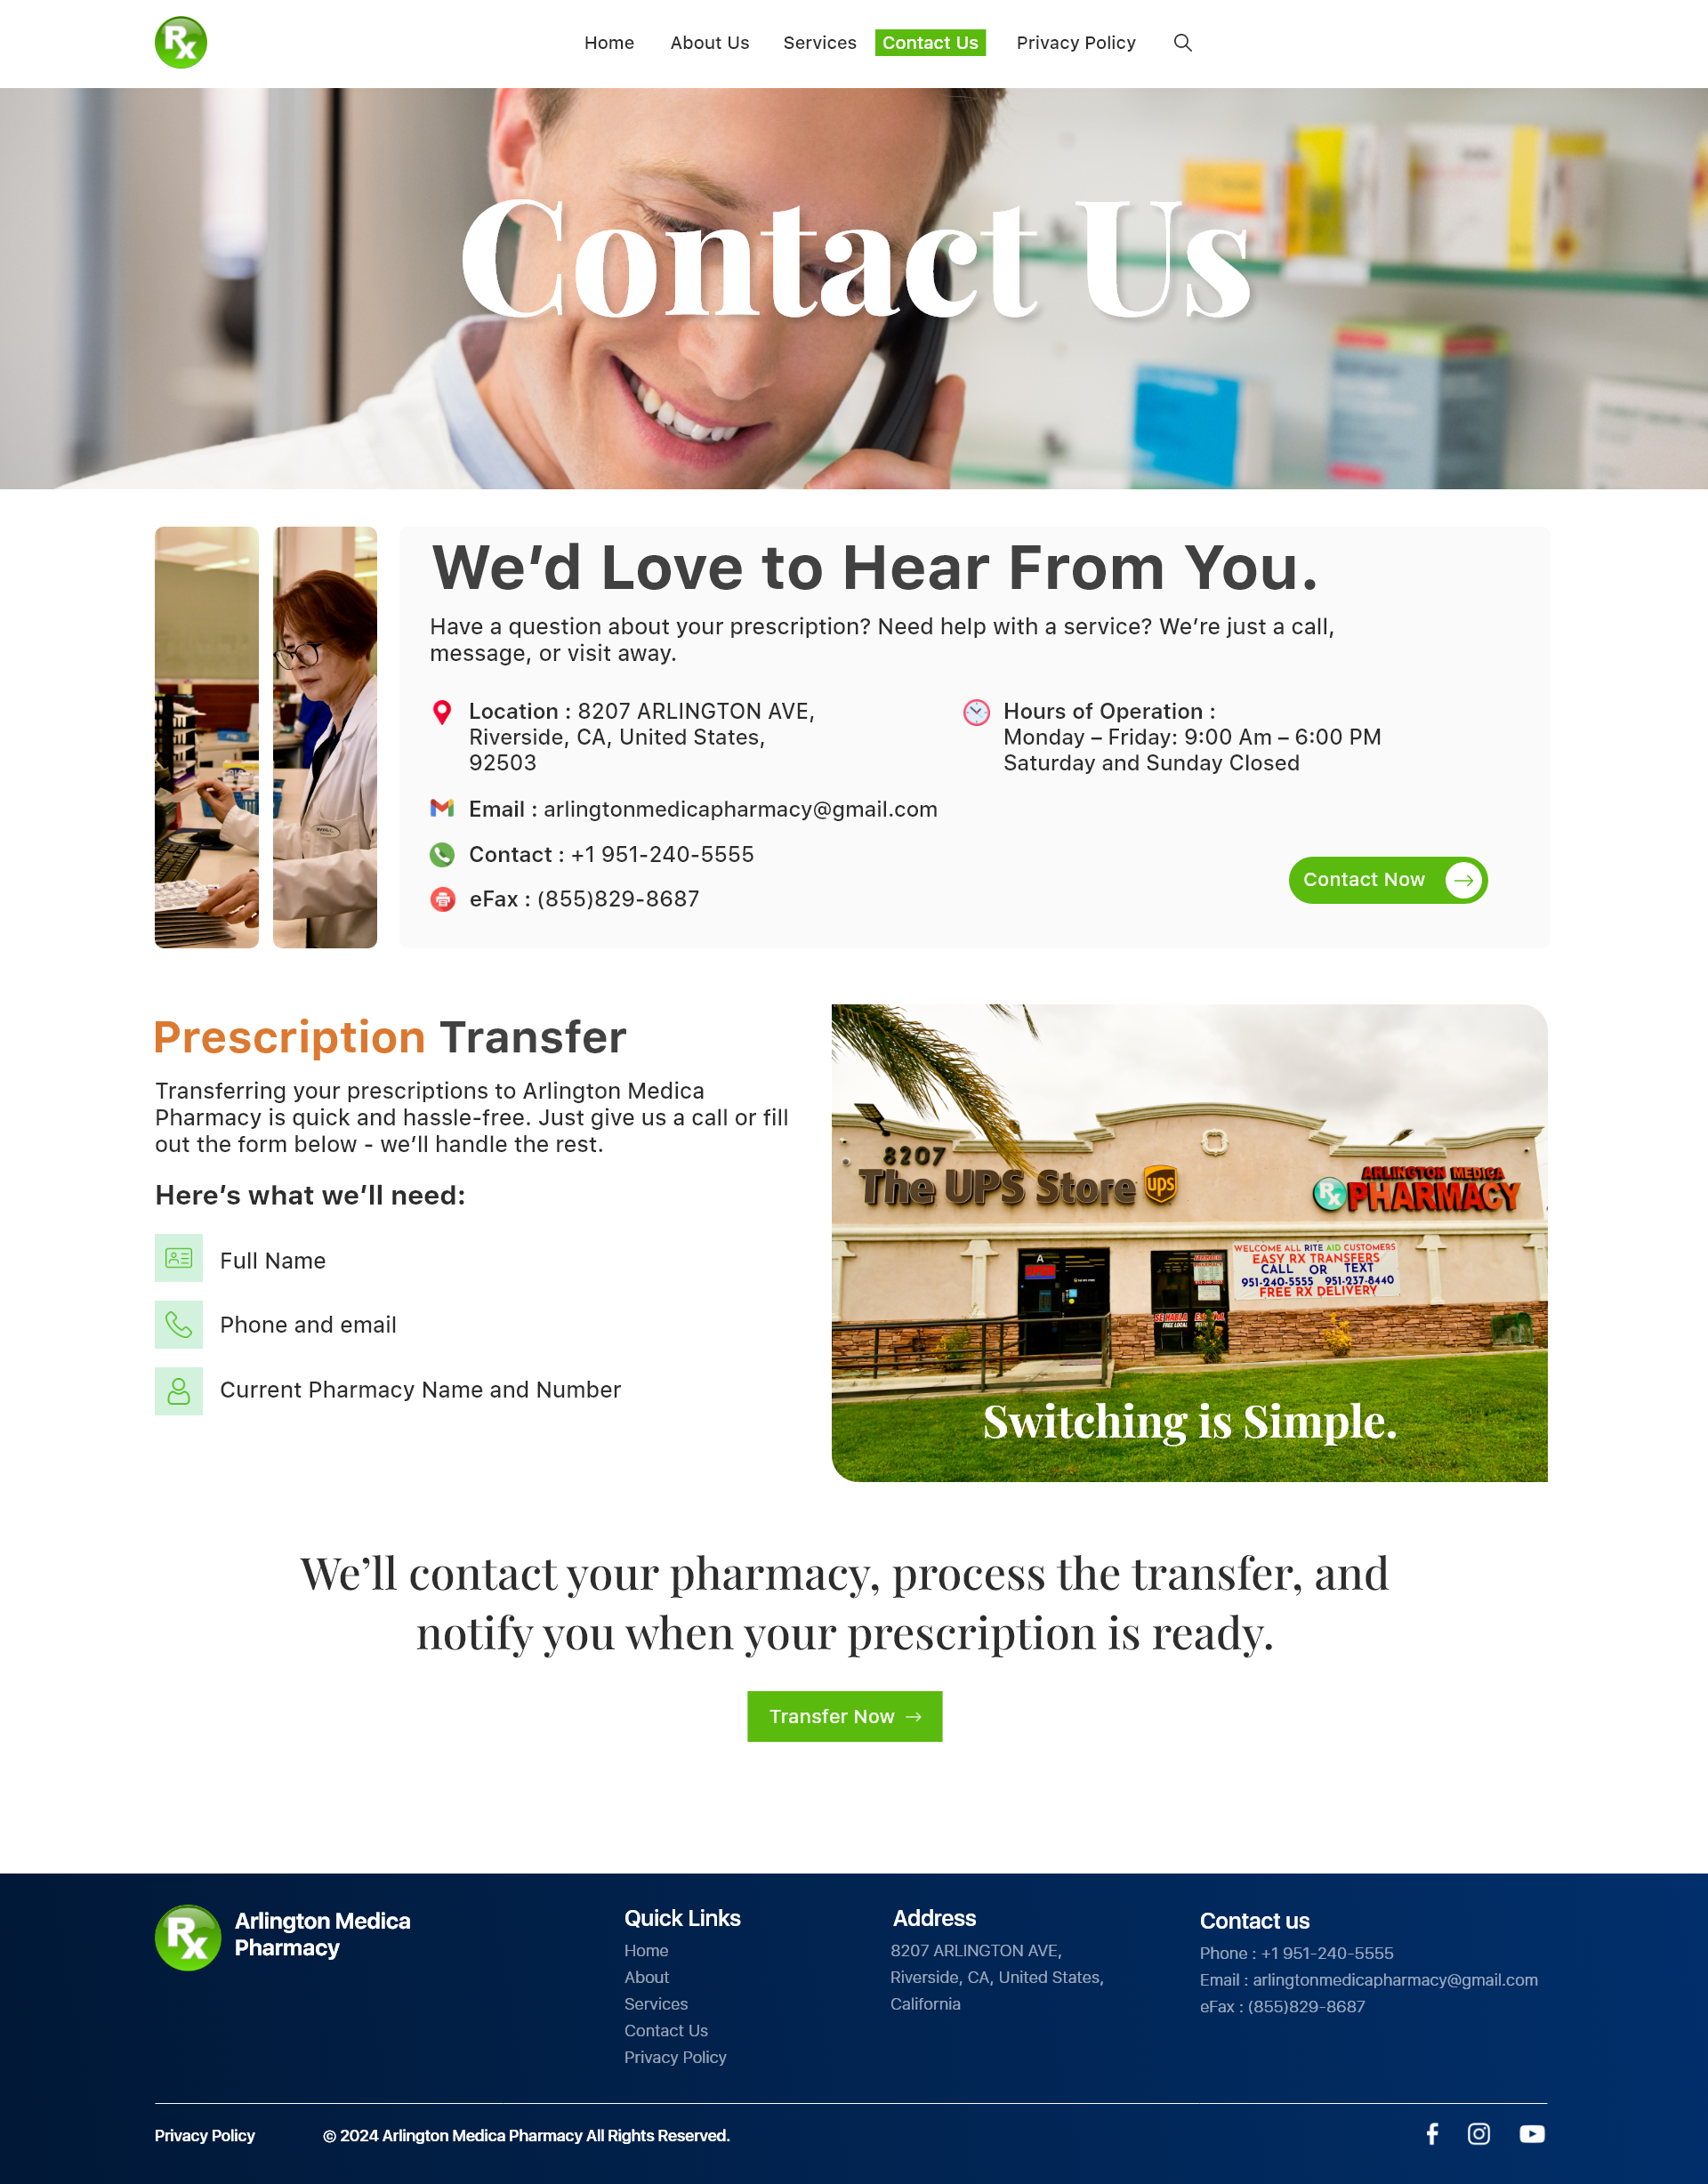 Rx
Home About Us Services Contact Us Privacy Policy
Contact Us
We’d Love to Hear From You.
Have a question about your prescription? Need help with a service? We’re just a call,
message, or visit away.
Location : 8207 ARLINGTON AVE,
Riverside, CA, United States,
92503
Hours of Operation :
Monday – Friday: 9:00 Am – 6:00 PM
Saturday and Sunday Closed
Email : arlingtonmedicapharmacy@gmail.com
Contact : +1 951-240-5555
eFax : (855)829-8687
Contact Now
Prescription Transfer
Transferring your prescriptions to Arlington Medica
Pharmacy is quick and hassle-free. Just give us a call or fill
out the form below - we’ll handle the rest.
Here’s what we’ll need:
Full Name
Phone and email
Current Pharmacy Name and Number
8207
The UPS Store ups
ARLINGTON MEDICA
Rx PHARMACY
A
OPEN
WELCOME ALL RITE AID CUSTOMERS
EASY RX TRANSFERS
CALL OR TEXT
951-240-5555 951-237-8440
FREE RX DELIVERY
SE HABLA ESPAÑOL
Switching is Simple.
We’ll contact your pharmacy, process the transfer, and
notify you when your prescription is ready.
Transfer Now
Rx
Arlington Medica
Pharmacy
Quick Links
Home
About
Services
Contact Us
Privacy Policy
Address
8207 ARLINGTON AVE,
Riverside, CA, United States,
California
Contact us
Phone : +1 951-240-5555
Email : arlingtonmedicapharmacy@gmail.com
eFax : (855)829-8687
Privacy Policy
© 2024 Arlington Medica Pharmacy All Rights Reserved.